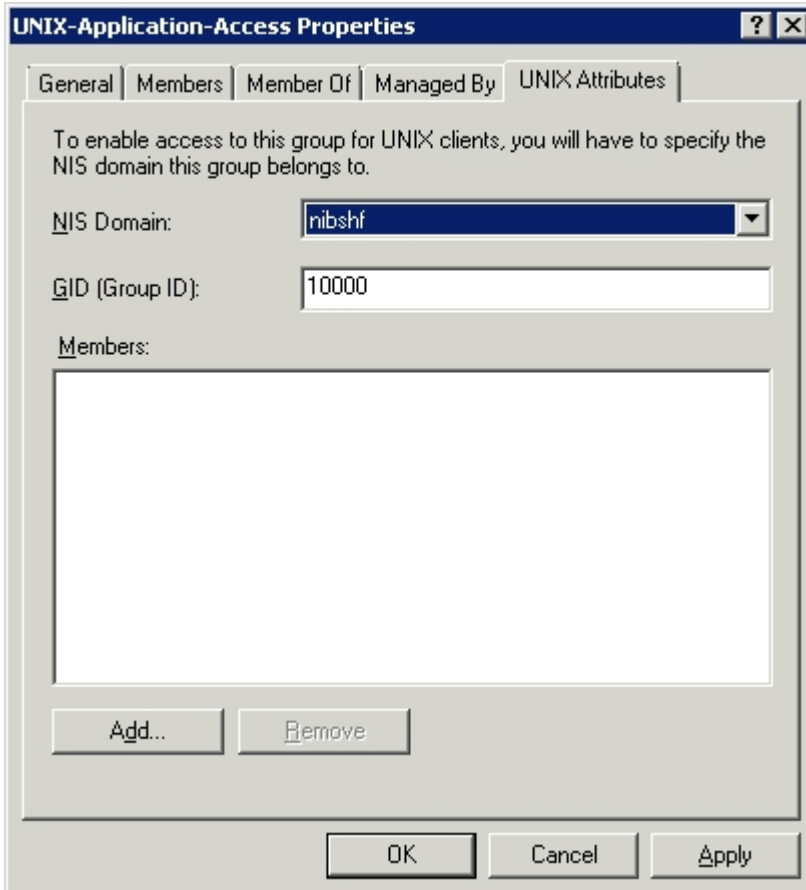 UNIX-Application-Access Properties
General Members Member Of Managed By UNIX Attributes
To enable access to this group for UNIX clients, you will have to specify the
NIS domain this group belongs to.
NIS Domain: nibshf
GID (Group ID): 10000
Members:
Add... Remove
OK Cancel Apply